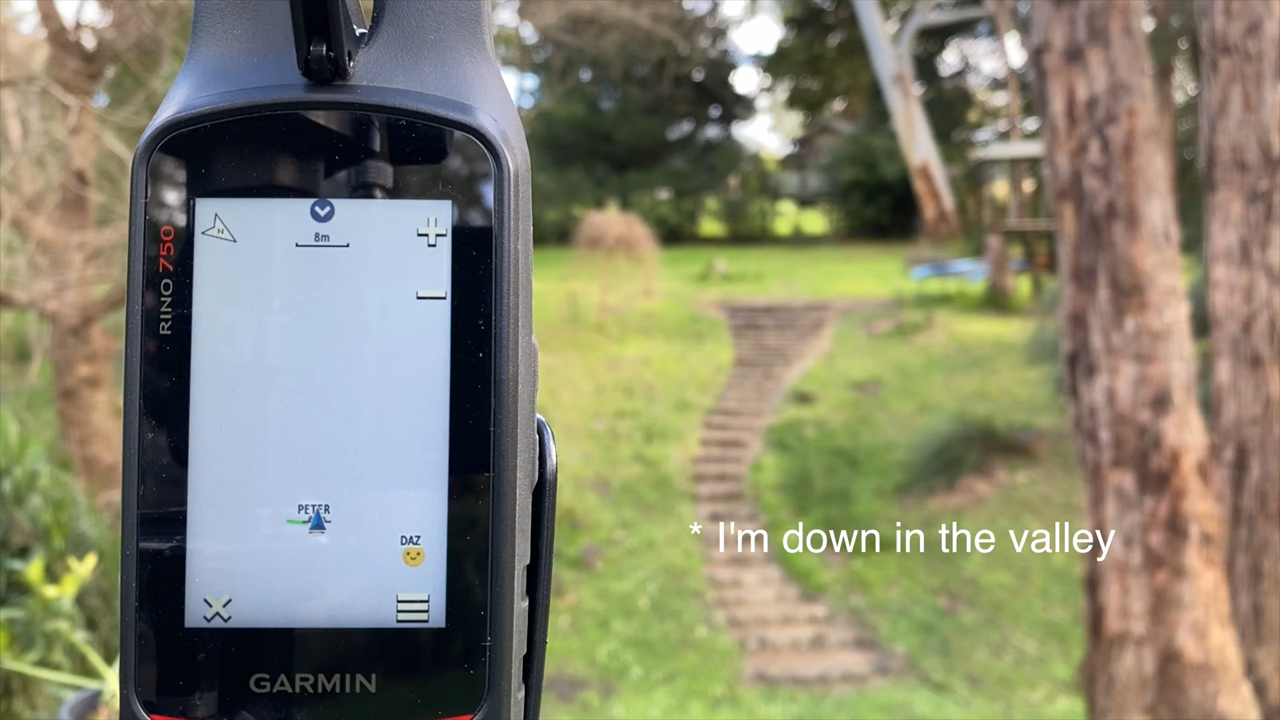 N
8m
RINO 750
PETER
DAZ
* I'm down in the valley
GARMIN